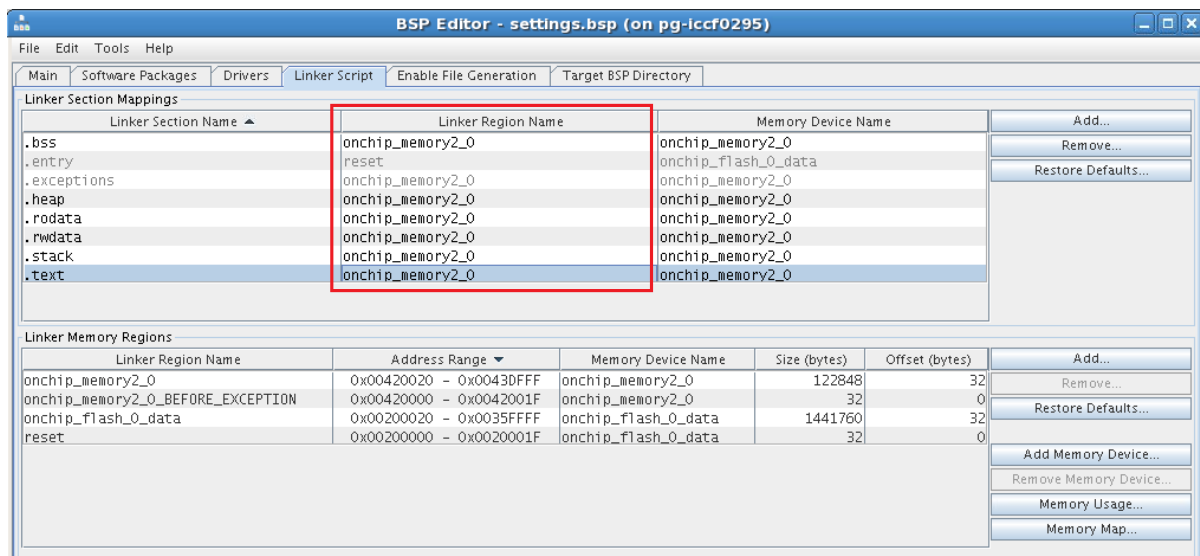 BSP Editor - settings.bsp (on pg-iccf0295)
File Edit Tools Help
Main Software Packages Drivers Linker Script Enable File Generation Target BSP Directory
Linker Section Mappings
Linker Section Name Linker Region Name Memory Device Name Add...
.bss onchip_memory2_0 onchip_memory2_0 Remove...
.entry reset onchip_flash_0_data
Restore Defaults...
.exceptions onchip_memory2_0 onchip_memory2_0
.heap onchip_memory2_0 onchip_memory2_0
.rodata onchip_memory2_0 onchip_memory2_0
.rwdata onchip_memory2_0 onchip_memory2_0
.stack onchip_memory2_0 onchip_memory2_0
.text onchip_memory2_0 onchip_memory2_0
Linker Memory Regions
Linker Region Name Address Range Memory Device Name Size (bytes) Offset (bytes) Add...
onchip_memory2_0 0x00420020 - 0x0043DFFF onchip_memory2_0 122848 32 Remove...
onchip_memory2_0_BEFORE_EXCEPTION 0x00420000 - 0x0042001F onchip_memory2_0 32 0
onchip_flash_0_data 0x00200020 - 0x0035FFFF onchip_flash_0_data 1441760 32 Restore Defaults...
reset 0x00200000 - 0x0020001F onchip_flash_0_data 32 0
Add Memory Device...
Remove Memory Device...
Memory Usage...
Memory Map...